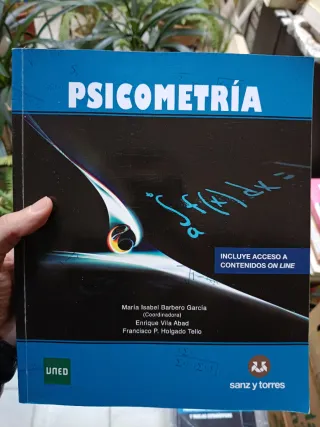 PSICOMETRÍA
∫ f(x) dx =
a
INCLUYE ACCESO A
CONTENIDOS ON LINE
María Isabel Barbero García
(Coordinadora)
Enrique Vila Abad
Francisco P. Holgado Tello
UNED
sanz y torres